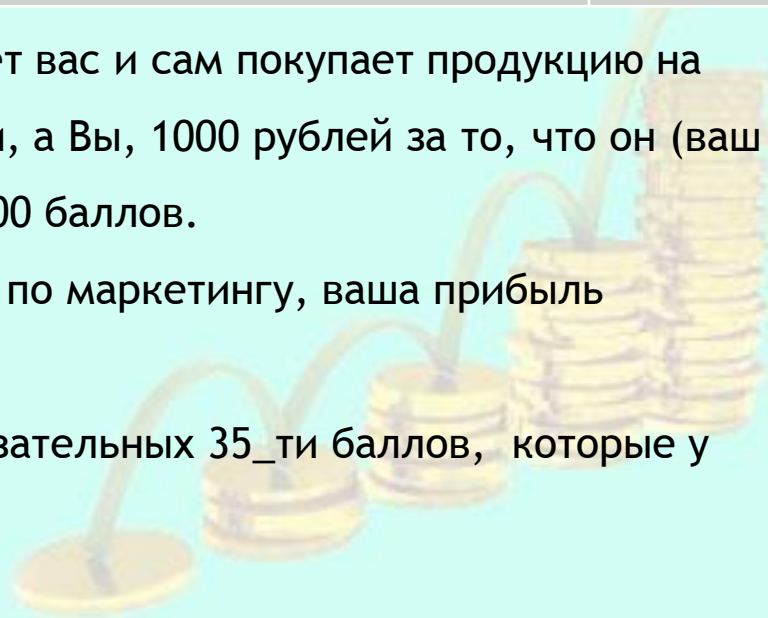 ет вас и сам покупает продукцию на
, а Вы, 1000 рублей за то, что он (ваш
00 баллов.
по маркетингу, ваша прибыль
зательных 35_ти баллов, которые у